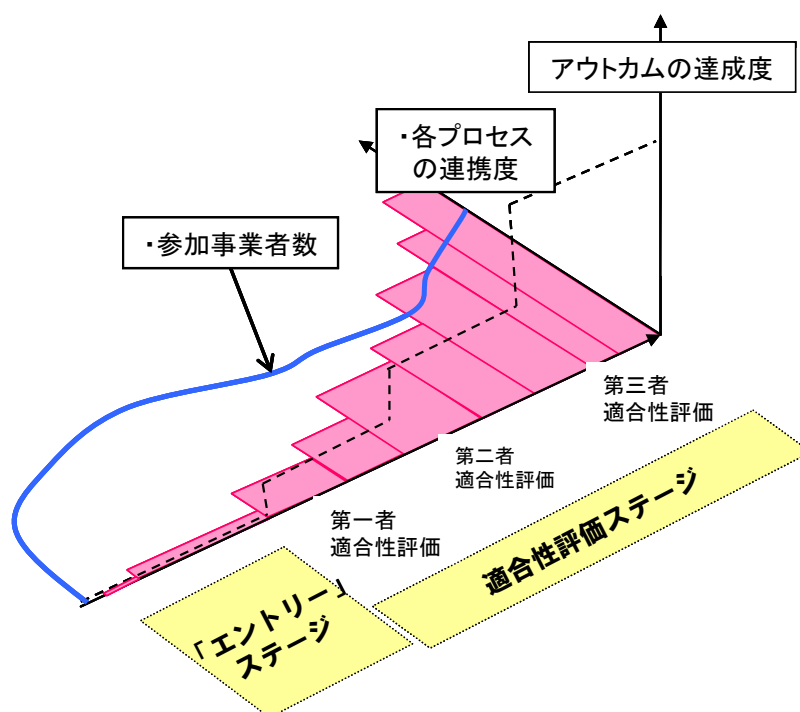 アウトカムの達成度
・各プロセス
の連携度
・参加事業者数
第三者
適合性評価
第二者
適合性評価
第一者
適合性評価
適合性評価ステージ
「エントリー」
ステージ